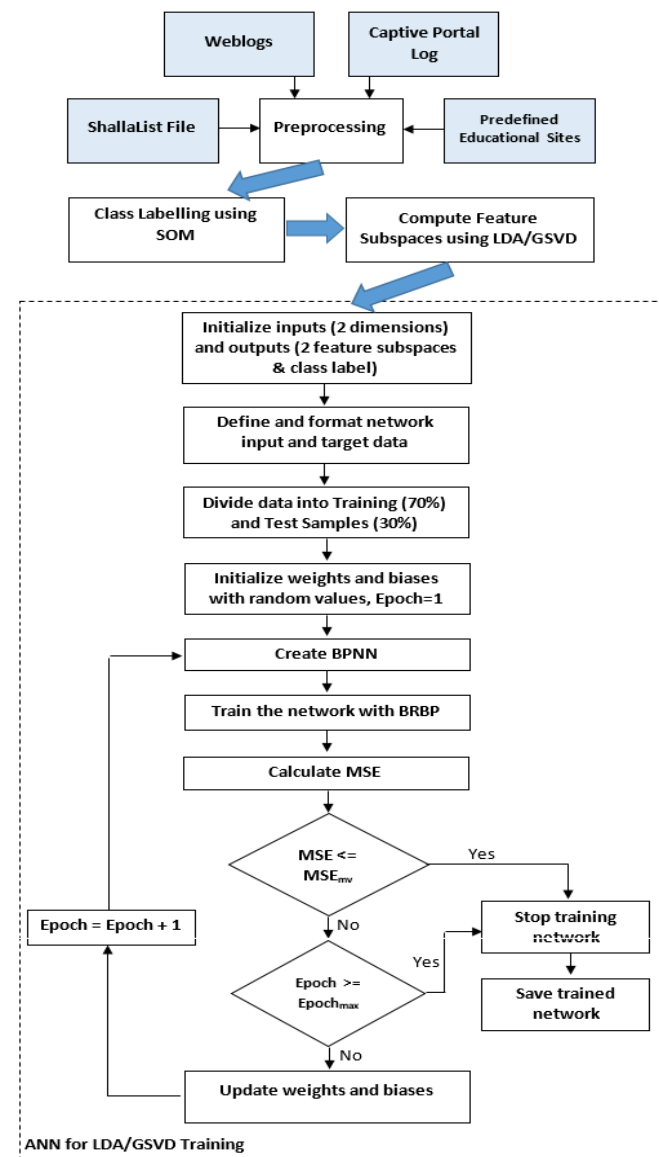 Weblogs
Captive Portal
Log
ShallaList File
Preprocessing
Predefined
Educational Sites
Class Labelling using
SOM
Compute Feature
Subspaces using LDA/GSVD
Initialize inputs (2 dimensions)
and outputs (2 feature subspaces
& class label)
Define and format network
input and target data
Divide data into Training (70%)
and Test Samples (30%)
Initialize weights and biases
with random values, Epoch=1
Create BPNN
Train the network with BRBP
Calculate MSE
MSE <=
MSEmv
Yes
No
Epoch = Epoch + 1
Stop training
network
Epoch >=
Epochmax
Yes
Save trained
network
No
Update weights and biases
ANN for LDA/GSVD Training